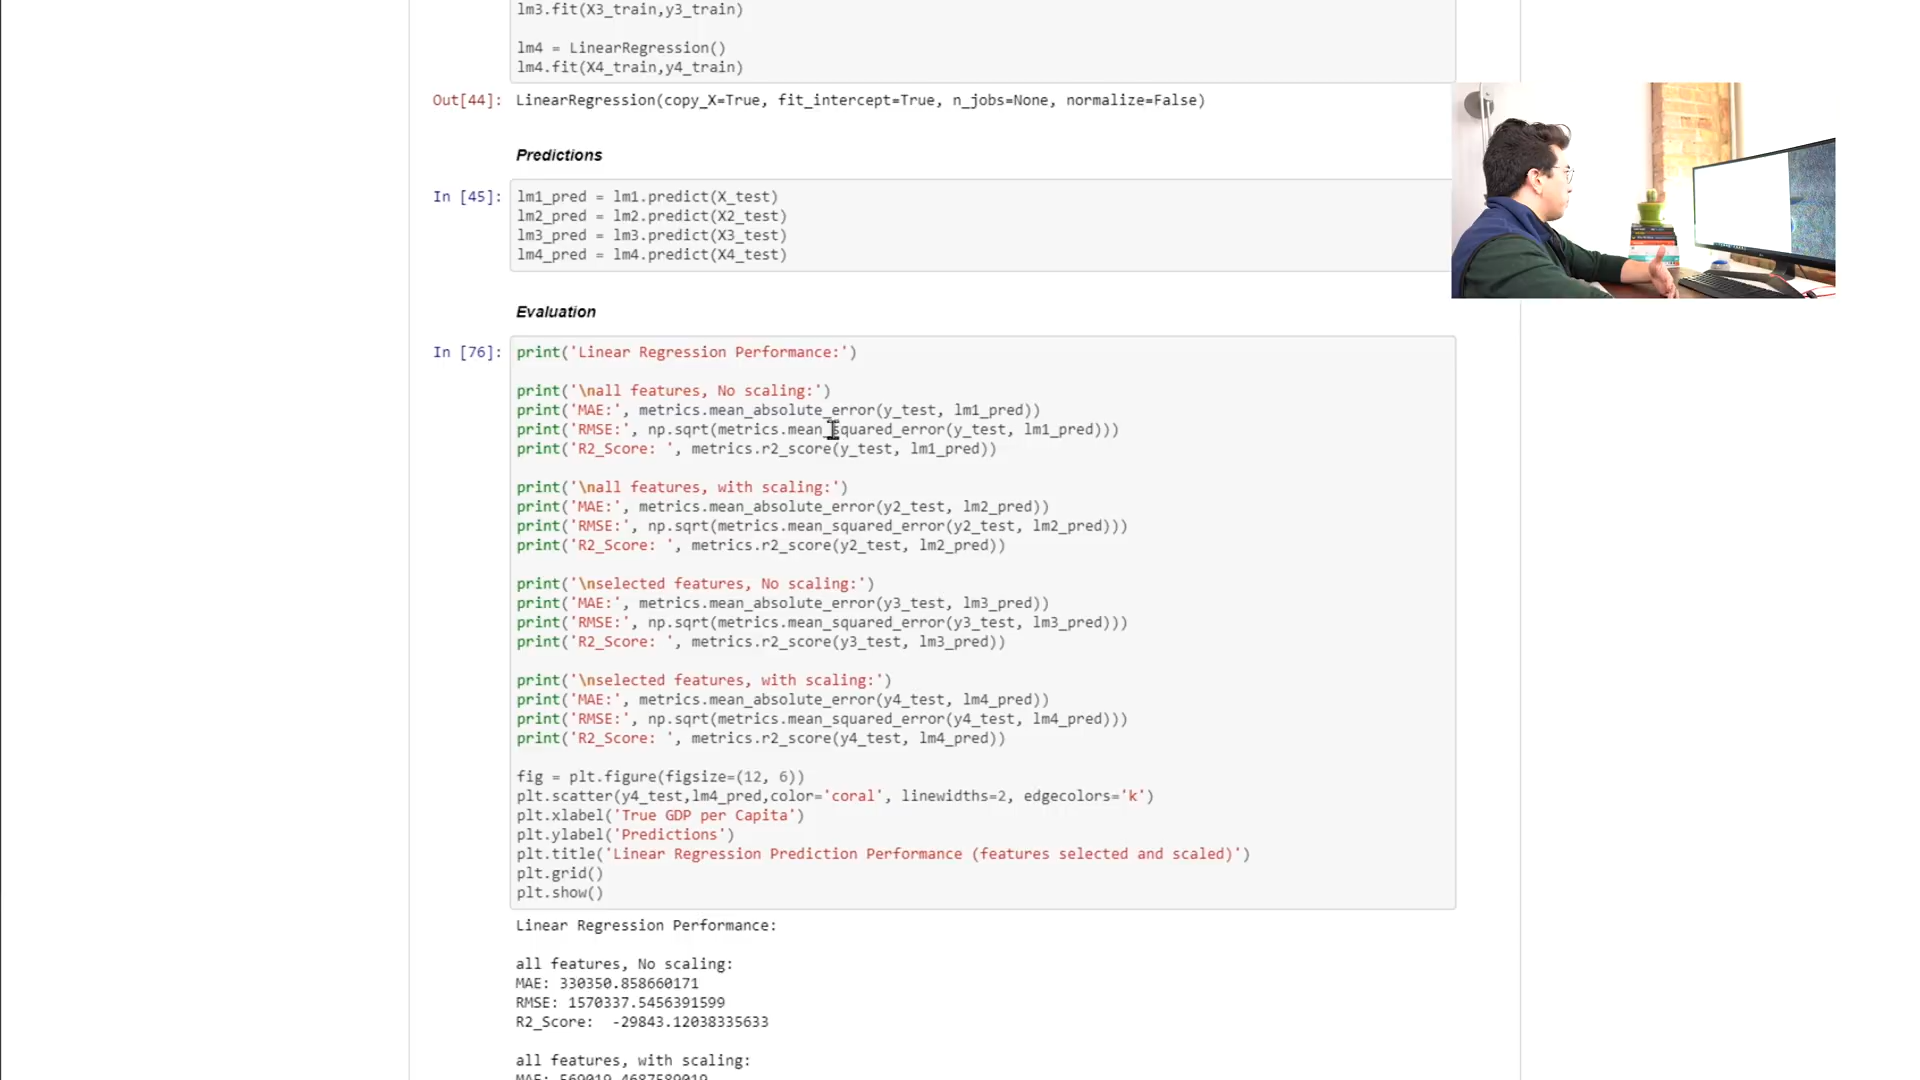 lm3.fit(X3_train,y3_train)
lm4 = LinearRegression()
lm4.fit(X4_train,y4_train)
Out[44]: LinearRegression(copy_X=True, fit_intercept=True, n_jobs=None, normalize=False)
Predictions
In [45]: lm1_pred = lm1.predict(X_test)
lm2_pred = lm2.predict(X2_test)
lm3_pred = lm3.predict(X3_test)
lm4_pred = lm4.predict(X4_test)
Evaluation
In [76]: print('Linear Regression Performance:')
print('\nall features, No scaling:')
print('MAE:', metrics.mean_absolute_error(y_test, lm1_pred))
print('RMSE:', np.sqrt(metrics.mean_squared_error(y_test, lm1_pred)))
print('R2_Score: ', metrics.r2_score(y_test, lm1_pred))
print('\nall features, with scaling:')
print('MAE:', metrics.mean_absolute_error(y2_test, lm2_pred))
print('RMSE:', np.sqrt(metrics.mean_squared_error(y2_test, lm2_pred)))
print('R2_Score: ', metrics.r2_score(y2_test, lm2_pred))
print('\nselected features, No scaling:')
print('MAE:', metrics.mean_absolute_error(y3_test, lm3_pred))
print('RMSE:', np.sqrt(metrics.mean_squared_error(y3_test, lm3_pred)))
print('R2_Score: ', metrics.r2_score(y3_test, lm3_pred))
print('\nselected features, with scaling:')
print('MAE:', metrics.mean_absolute_error(y4_test, lm4_pred))
print('RMSE:', np.sqrt(metrics.mean_squared_error(y4_test, lm4_pred)))
print('R2_Score: ', metrics.r2_score(y4_test, lm4_pred))
fig = plt.figure(figsize=(12, 6))
plt.scatter(y4_test,lm4_pred,color='coral', linewidths=2, edgecolors='k')
plt.xlabel('True GDP per Capita')
plt.ylabel('Predictions')
plt.title('Linear Regression Prediction Performance (features selected and scaled)')
plt.grid()
plt.show()
Linear Regression Performance:
all features, No scaling:
MAE: 330350.858660171
RMSE: 1570337.5456391599
R2_Score:  -29843.12038335633
all features, with scaling:
MAE: 569019.4687589019